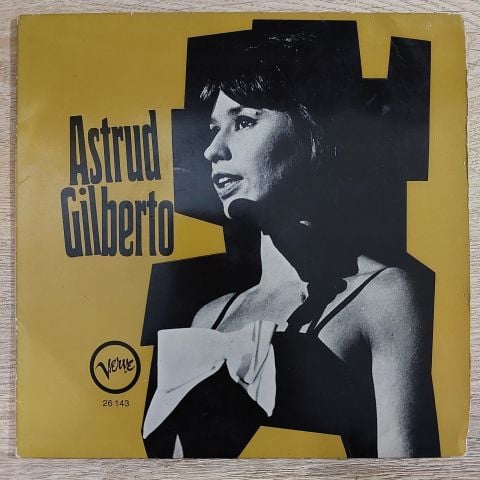 Astrud
Gilberto
Verve
26 143